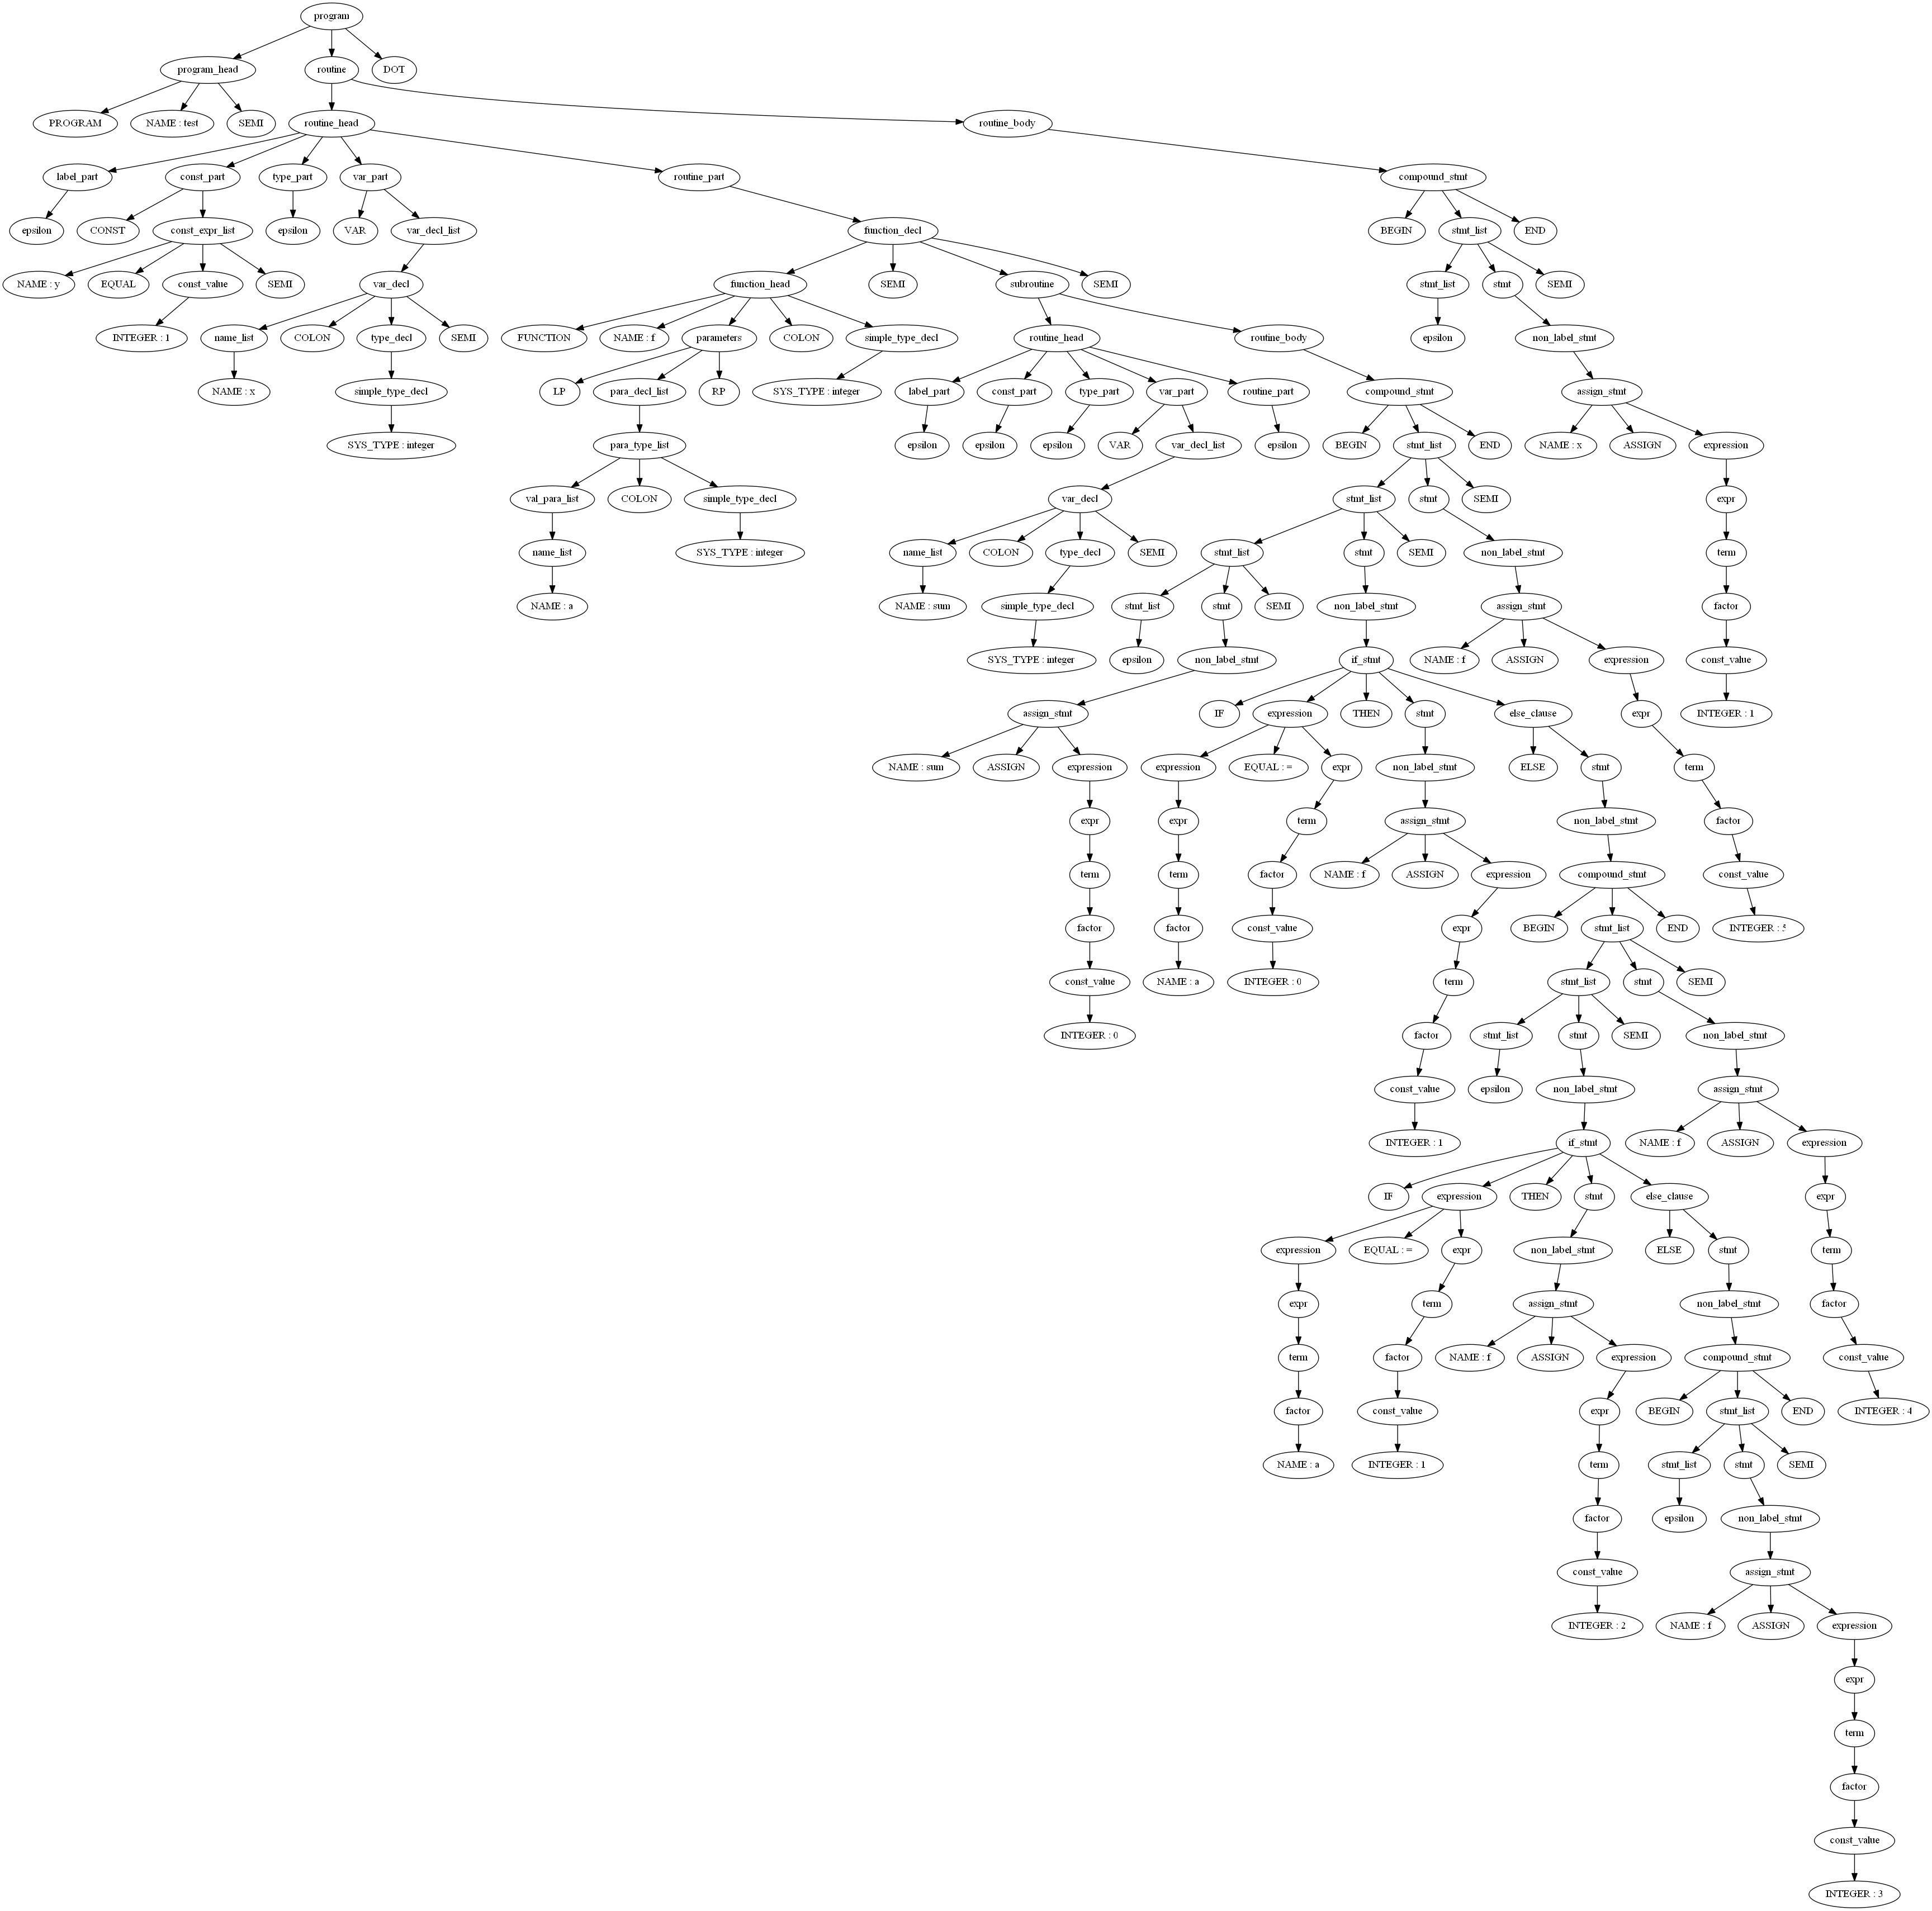 program
program_head
routine
DOT
PROGRAM
NAME : test
SEMI
routine_head
routine_body
label_part
const_part
type_part
var_part
routine_part
compound_stmt
epsilon
CONST
const_expr_list
epsilon
VAR
var_decl_list
function_decl
BEGIN
stmt_list
END
NAME : y
EQUAL
const_value
SEMI
var_decl
function_head
SEMI
subroutine
SEMI
stmt_list
stmt
SEMI
INTEGER : 1
name_list
COLON
type_decl
SEMI
FUNCTION
NAME : f
parameters
COLON
simple_type_decl
routine_head
routine_body
epsilon
non_label_stmt
NAME : x
simple_type_decl
LP
para_decl_list
RP
SYS_TYPE : integer
label_part
const_part
type_part
var_part
routine_part
compound_stmt
assign_stmt
SYS_TYPE : integer
para_type_list
epsilon
epsilon
epsilon
VAR
var_decl_list
epsilon
BEGIN
stmt_list
END
NAME : x
ASSIGN
expression
val_para_list
COLON
simple_type_decl
var_decl
stmt_list
stmt
SEMI
expr
name_list
SYS_TYPE : integer
name_list
COLON
type_decl
SEMI
stmt_list
stmt
SEMI
non_label_stmt
term
NAME : a
NAME : sum
simple_type_decl
stmt_list
stmt
SEMI
non_label_stmt
assign_stmt
factor
SYS_TYPE : integer
epsilon
non_label_stmt
if_stmt
NAME : f
ASSIGN
expression
const_value
assign_stmt
IF
expression
THEN
stmt
else_clause
expr
INTEGER : 1
NAME : sum
ASSIGN
expression
expression
EQUAL : =
expr
non_label_stmt
ELSE
stmt
term
expr
expr
term
assign_stmt
non_label_stmt
factor
term
term
factor
NAME : f
ASSIGN
expression
compound_stmt
const_value
factor
factor
const_value
expr
BEGIN
stmt_list
END
INTEGER : 5
const_value
NAME : a
INTEGER : 0
term
stmt_list
stmt
SEMI
INTEGER : 0
factor
stmt_list
stmt
SEMI
non_label_stmt
const_value
epsilon
non_label_stmt
assign_stmt
INTEGER : 1
if_stmt
NAME : f
ASSIGN
expression
IF
expression
THEN
stmt
else_clause
expr
expression
EQUAL : =
expr
non_label_stmt
ELSE
stmt
term
expr
term
assign_stmt
non_label_stmt
factor
term
factor
NAME : f
ASSIGN
expression
compound_stmt
const_value
factor
const_value
expr
BEGIN
stmt_list
END
INTEGER : 4
NAME : a
INTEGER : 1
term
stmt_list
stmt
SEMI
factor
epsilon
non_label_stmt
const_value
assign_stmt
INTEGER : 2
NAME : f
ASSIGN
expression
expr
term
factor
const_value
INTEGER : 3